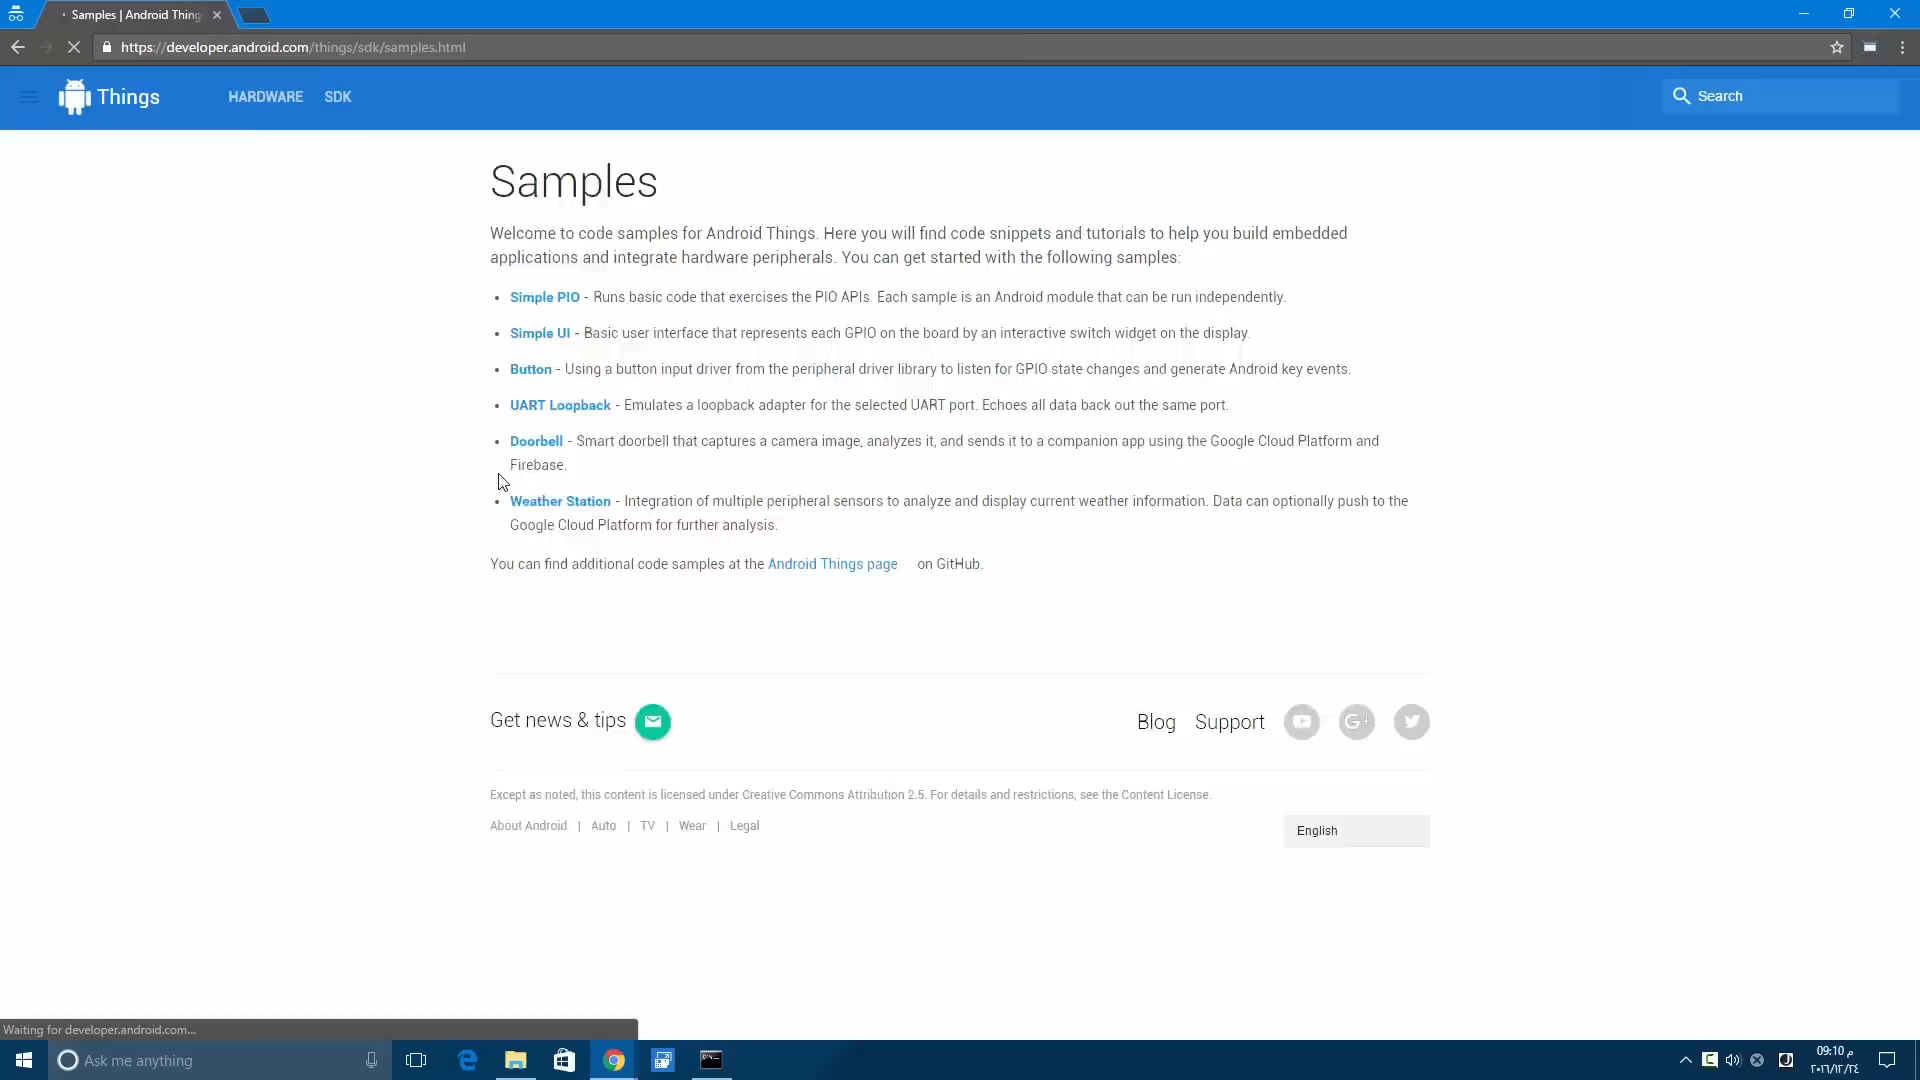 Samples | Android Thing
https://developer.android.com/things/sdk/samples.html
Things
HARDWARE
SDK
Search
Samples
Welcome to code samples for Android Things. Here you will find code snippets and tutorials to help you build embedded
applications and integrate hardware peripherals. You can get started with the following samples:
• Simple PIO - Runs basic code that exercises the PIO APIs. Each sample is an Android module that can be run independently.
• Simple UI - Basic user interface that represents each GPIO on the board by an interactive switch widget on the display.
• Button - Using a button input driver from the peripheral driver library to listen for GPIO state changes and generate Android key events.
• UART Loopback - Emulates a loopback adapter for the selected UART port. Echoes all data back out the same port.
• Doorbell - Smart doorbell that captures a camera image, analyzes it, and sends it to a companion app using the Google Cloud Platform and
Firebase.
• Weather Station - Integration of multiple peripheral sensors to analyze and display current weather information. Data can optionally push to the
Google Cloud Platform for further analysis.
You can find additional code samples at the Android Things page on GitHub.
Get news & tips
Blog Support
G+
Except as noted, this content is licensed under Creative Commons Attribution 2.5. For details and restrictions, see the Content License.
About Android | Auto | TV | Wear | Legal
English
Waiting for developer.android.com...
Ask me anything
09:10 م
٢٠١٦/١٢/٢٤